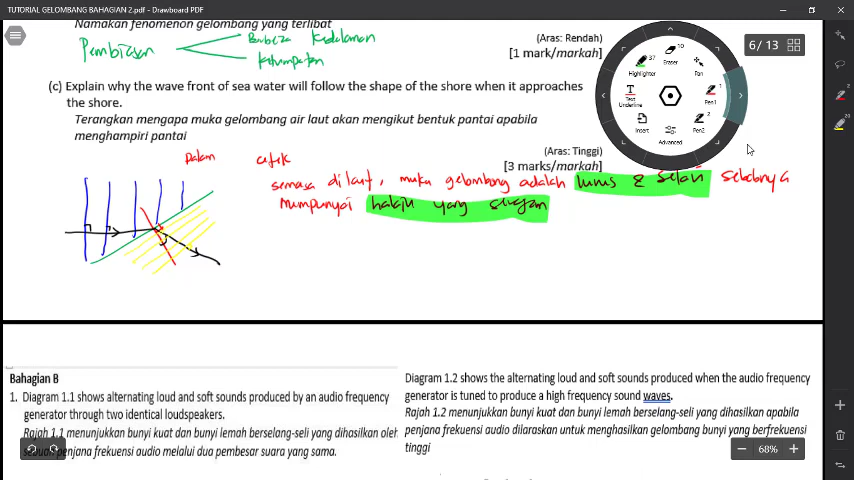 TUTORIAL GELOMBANG BAHAGIAN 2.pdf - Drawboard PDF
Namakan fenomenon gelombang yang terlibat
Pembiasan
Berbeza Kedalaman
Ketumpatan
(Aras: Rendah)
[1 mark/markah]
6 / 13
37
Highlighter
10
Eraser
Pan
Text Underline
1
Pen1
Insert
2
Pen2
Advanced
(c) Explain why the wave front of sea water will follow the shape of the shore when it approaches
the shore.
Terangkan mengapa muka gelombang air laut akan mengikut bentuk pantai apabila
menghampiri pantai
(Aras: Tinggi)
[3 marks/markah]
Dalam
cetek
semasa di laut, muka gelombang adalah lurus & selari sebabnya
mumpunyai halaju yang seragam
Bahagian B
1. Diagram 1.1 shows alternating loud and soft sounds produced by an audio frequency
generator through two identical loudspeakers.
Rajah 1.1 menunjukkan bunyi kuat dan bunyi lemah berselang-seli yang dihasilkan oleh
sebuah penjana frekuensi audio melalui dua pembesar suara yang sama.
Diagram 1.2 shows the alternating loud and soft sounds produced when the audio frequency
generator is tuned to produce a high frequency sound waves.
Rajah 1.2 menunjukkan bunyi kuat dan bunyi lemah berselang-seli yang dihasilkan apabila
penjana frekuensi audio dilaraskan untuk menghasilkan gelombang bunyi yang berfrekuensi
tinggi
68%